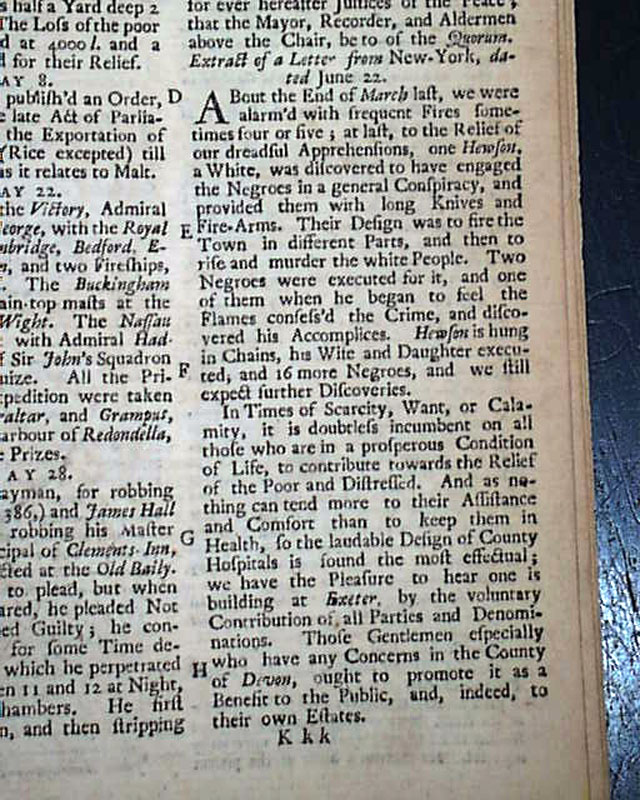 s half a Yard deep 2
The Loſs of the poor
d at 4000 l. and a
d for their Relief.
AY 8.
publiſh'd an Order, D
e late Act of Parlia-
the Exportation of
(Rice excepted) till
as it relates to Malt.
AY 22.
the Victory, Admiral
George, with the Royal E
mbridge, Bedford, E-
and two Fireſhips,
The Buckingham
ain-top maſts at the
Wight. The Naſſau
with Admiral Had-
f Sir John's Squadron
uize. All the Pri- F
xpedition were taken
raltar, and Grampus,
arbour of Redondella,
e Prizes.
AY 28.
ayman, for robbing
386,) and James Hall
robbing his Maſter G
cipal of Clements-Inn,
cted at the Old Baily.
to plead, but when
ared, he pleaded Not
ed Guilty; he con-
for ſome Time de-
which he perpetrated H
en 11 and 12 at Night,
hambers. He firſt
n, and then ſtripping
for ever hereafter Juſtices of the Peace;
that the Mayor, Recorder, and Aldermen
above the Chair, be to of the Quorum.
Extract of a Letter from New-York, da-
ted June 22.
ABout the End of March laſt, we were
alarm'd with frequent Fires ſome-
times four or five; at laſt, to the Relief of
our dreadful Apprehenſions, one Hewſon,
a White, was diſcovered to have engaged
the Negroes in a general Conſpiracy, and
provided them with long Knives and
Fire-Arms. Their Deſign was to fire the
Town in different Parts, and then to
riſe and murder the white People. Two
Negroes were executed for it, and one
of them when he began to feel the
Flames confeſs'd the Crime, and diſco-
vered his Accomplices. Hewſon is hung
in Chains, his Wife and Daughter execu-
ted, and 16 more Negroes, and we ſtill
expect further Diſcoveries.
In Times of Scarcity, Want, or Cala-
mity, it is doubtleſs incumbent on all
thoſe who are in a proſperous Condition
of Life, to contribute towards the Relief
of the Poor and Diſtreſſed. And as no-
thing can tend more to their Aſſiſtance
and Comfort than to keep them in
Health, ſo the laudable Deſign of County
Hoſpitals is found the moſt effectual;
we have the Pleaſure to hear one is
building at Exeter, by the voluntary
Contribution of all Parties and Denomi-
nations. Thoſe Gentlemen eſpecially
who have any Concerns in the County
of Devon, ought to promote it as a
Benefit to the Public, and, indeed, to
their own Eſtates.
K k k